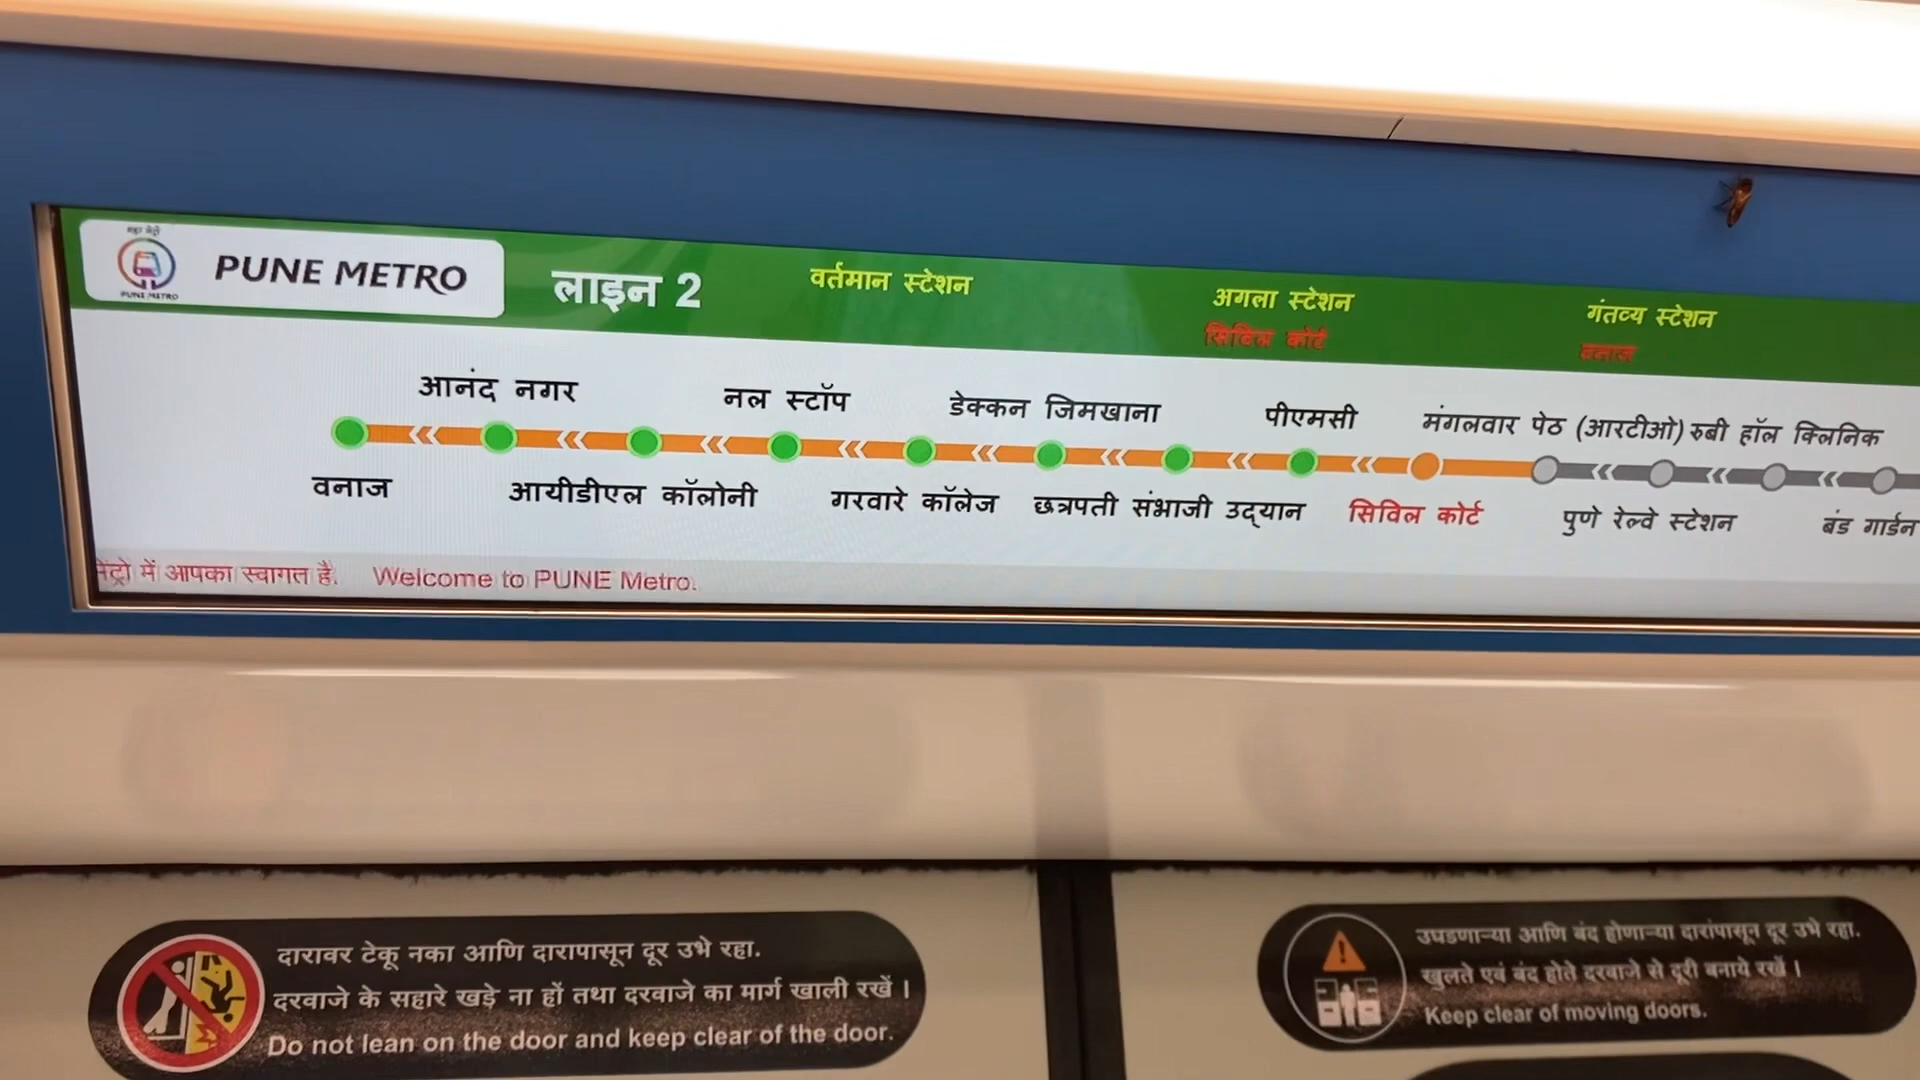 PUNE METRO
PUNE METRO
लाइन 2
वर्तमान स्टेशन
अगला स्टेशन
सिविल कोर्ट
गंतव्य स्टेशन
वनाज
आनंद नगर
नल स्टॉप
डेक्कन जिमखाना
पीएमसी
मंगलवार पेठ (आरटीओ)
रुबी हॉल क्लिनिक
वनाज
आयीडीएल कॉलोनी
गरवारे कॉलेज
छत्रपती संभाजी उद्यान
सिविल कोर्ट
पुणे रेल्वे स्टेशन
बंड गार्डन
मेट्रो में आपका स्वागत है. Welcome to PUNE Metro.
दारावर टेकू नका आणि दारापासून दूर उभे रहा.
दरवाजे के सहारे खड़े ना हों तथा दरवाजे का मार्ग खाली रखें।
Do not lean on the door and keep clear of the door.
उघडणाऱ्या आणि बंद होणाऱ्या दारांपासून दूर उभे रहा.
खुलते एवं बंद होते दरवाजे से दूरी बनाये रखें।
Keep clear of moving doors.